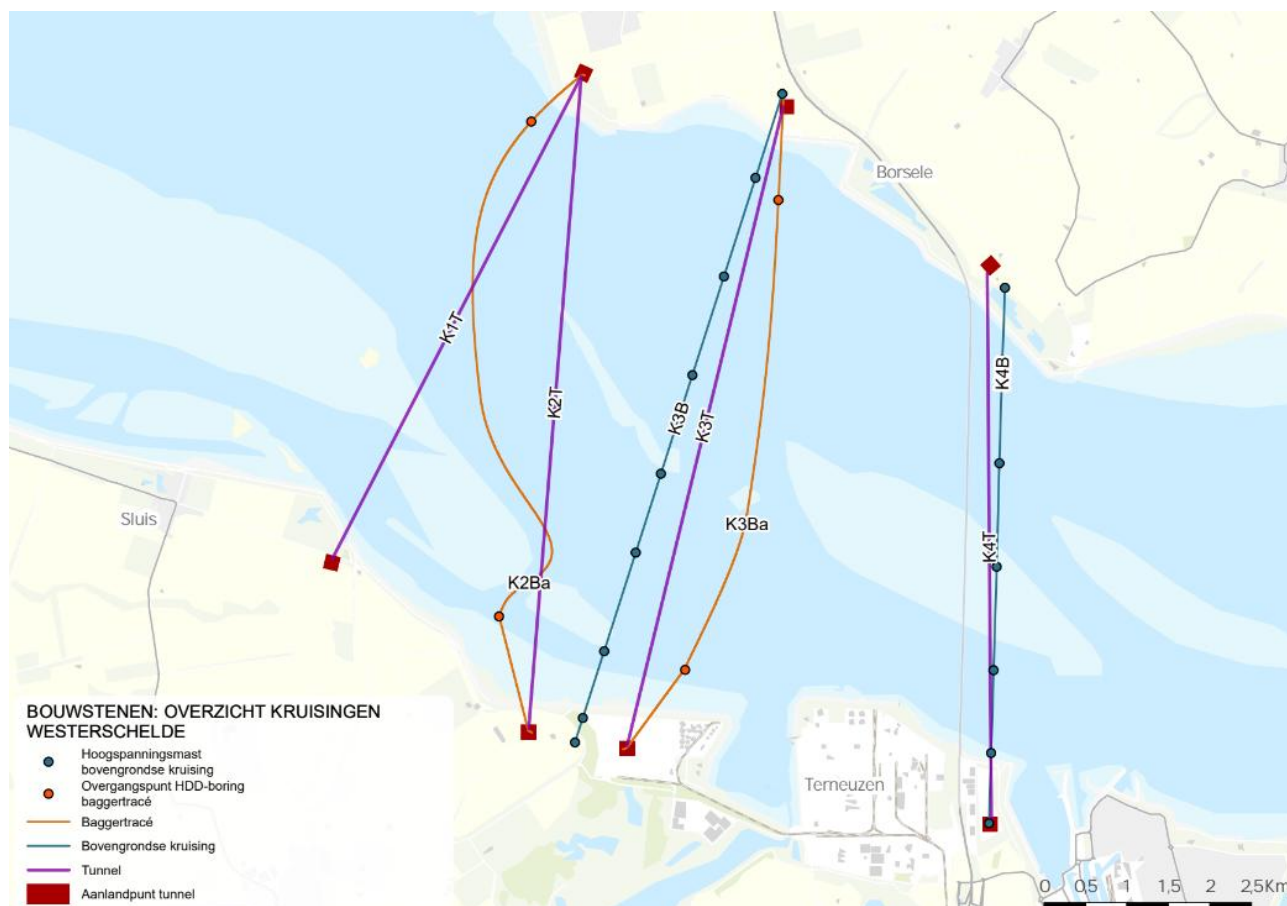 Borsele
K1T
K2T
K4B
K3B
K3T
Sluis
K3Ba
K4T
K2Ba
BOUWSTENEN: OVERZICHT KRUISINGEN
WESTERSCHELDE
Hoogspanningsmast
bovengrondse kruising
Overgangspunt HDD-boring
baggertracé
Baggertracé
Bovengrondse kruising
Tunnel
Aanlandpunt tunnel
Terneuzen
0 0,5 1 1,5 2 2,5Km